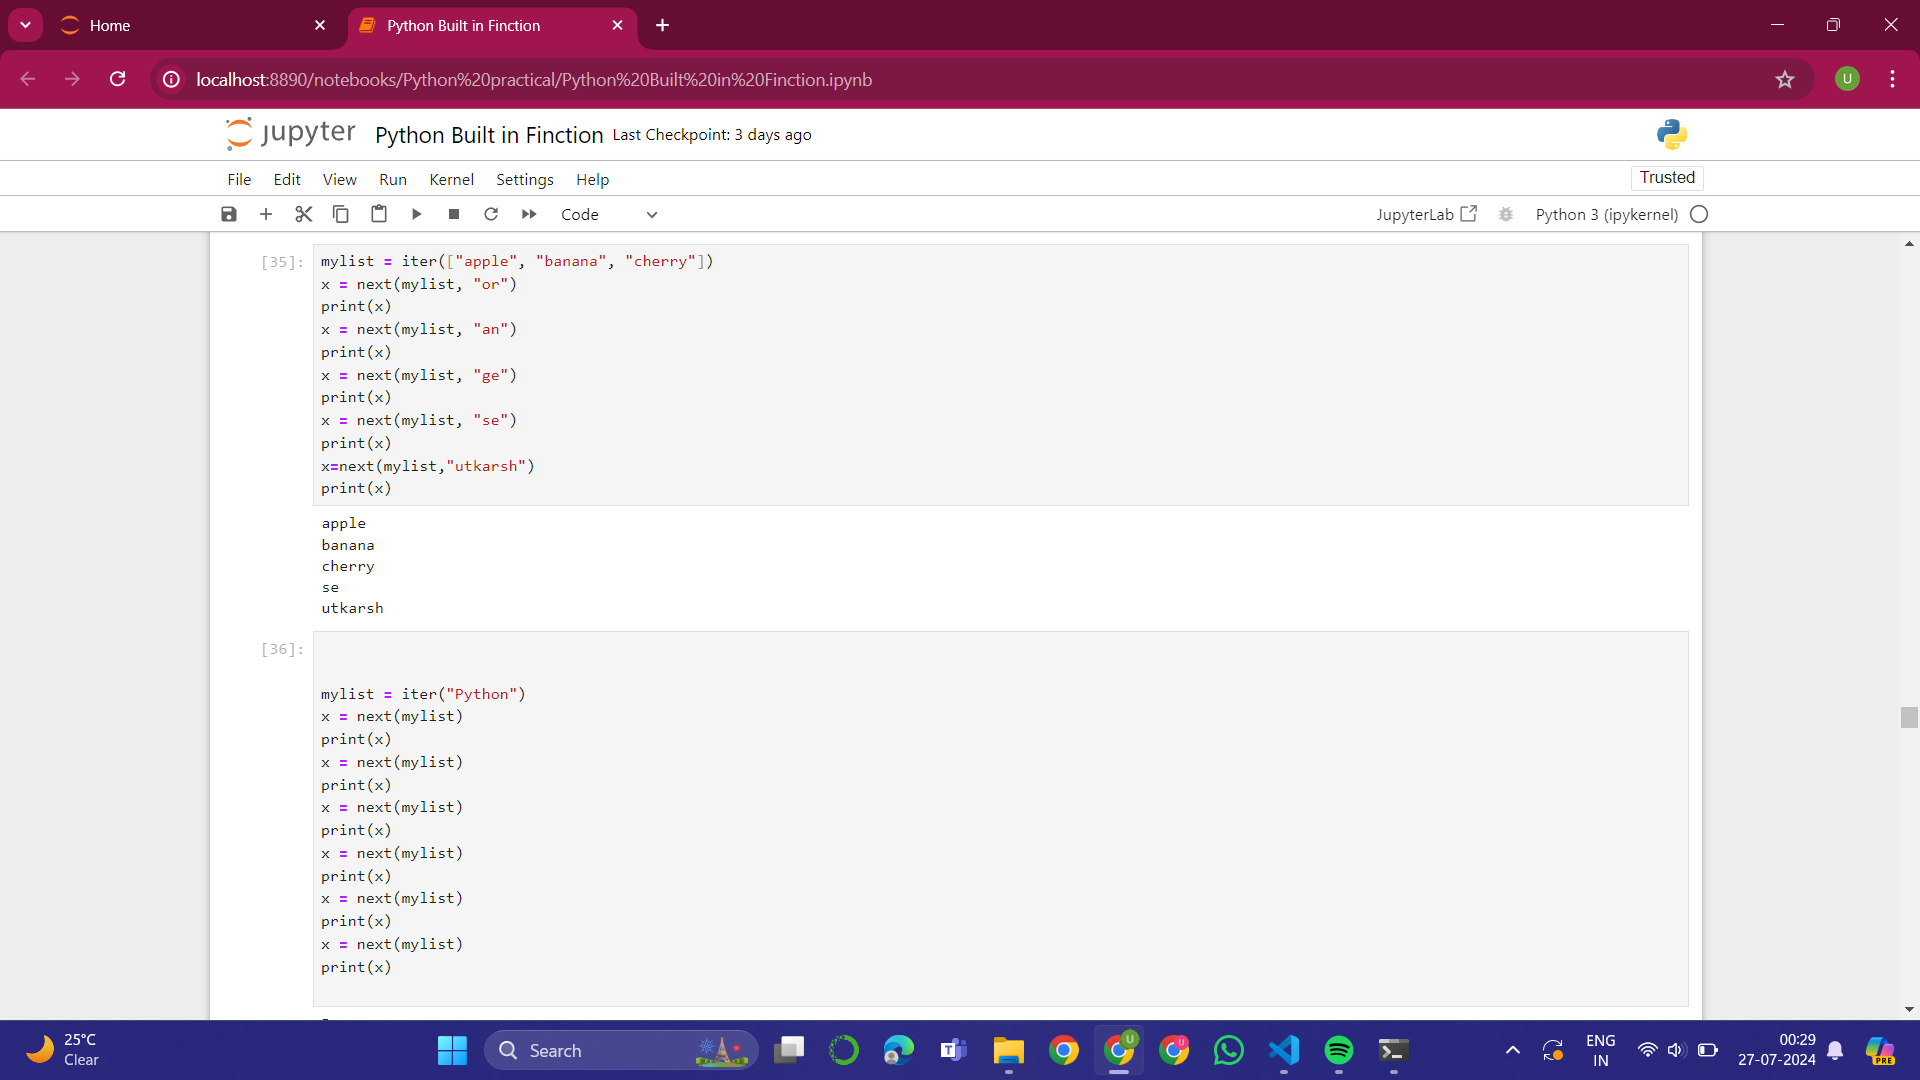 Home
Python Built in Finction
localhost:8890/notebooks/Python%20practical/Python%20Built%20in%20Finction.ipynb
U
jupyter Python Built in Finction Last Checkpoint: 3 days ago
File Edit View Run Kernel Settings Help
Trusted
Code
JupyterLab
Python 3 (ipykernel)
[35]:
mylist = iter(["apple", "banana", "cherry"])
x = next(mylist, "or")
print(x)
x = next(mylist, "an")
print(x)
x = next(mylist, "ge")
print(x)
x = next(mylist, "se")
print(x)
x=next(mylist,"utkarsh")
print(x)
apple
banana
cherry
se
utkarsh
[36]:
mylist = iter("Python")
x = next(mylist)
print(x)
x = next(mylist)
print(x)
x = next(mylist)
print(x)
x = next(mylist)
print(x)
x = next(mylist)
print(x)
x = next(mylist)
print(x)
25°C
Clear
Search
U
U
ENG
IN
00:29
27-07-2024
PRE